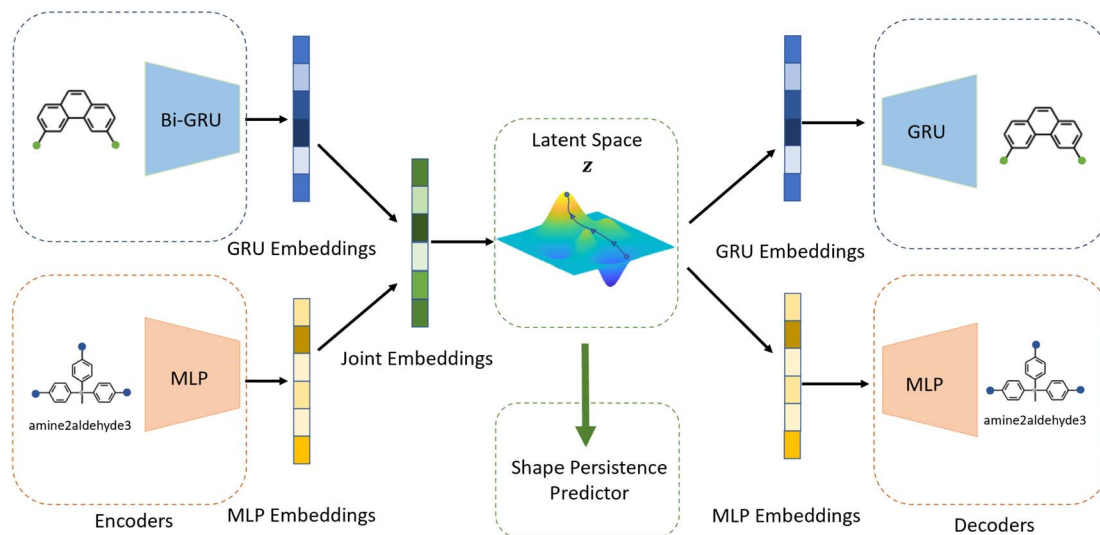 Bi-GRU
GRU Embeddings
amine2aldehyde3
MLP
Encoders
MLP Embeddings
Joint Embeddings
Latent Space
z
Shape Persistence
Predictor
GRU Embeddings
GRU
MLP Embeddings
MLP
amine2aldehyde3
Decoders